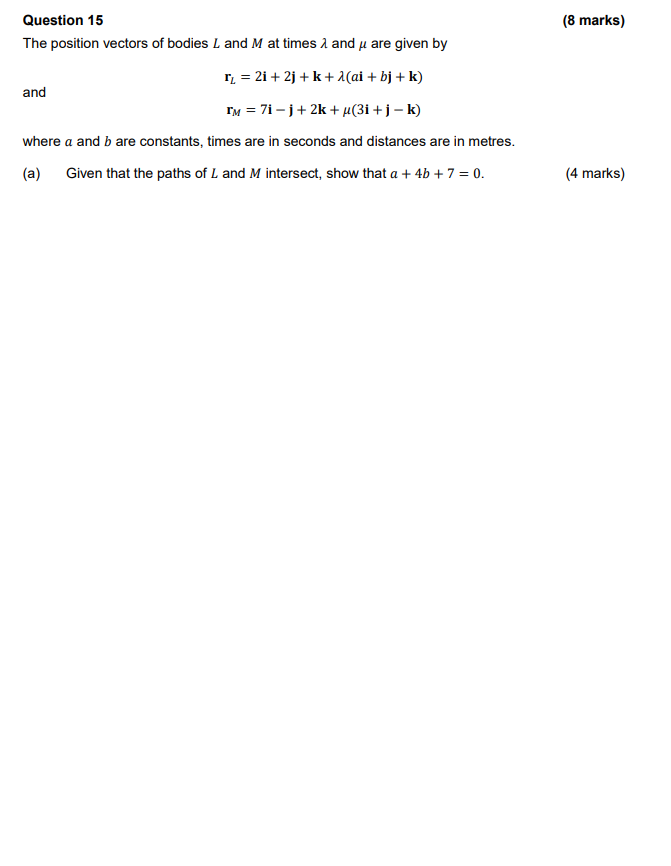 Question 15 (8 marks)
The position vectors of bodies L and M at times λ and μ are given by
r_L = 2i + 2j + k + λ(ai + bj + k)
and
r_M = 7i − j + 2k + μ(3i + j − k)
where a and b are constants, times are in seconds and distances are in metres.
(a) Given that the paths of L and M intersect, show that a + 4b + 7 = 0. (4 marks)